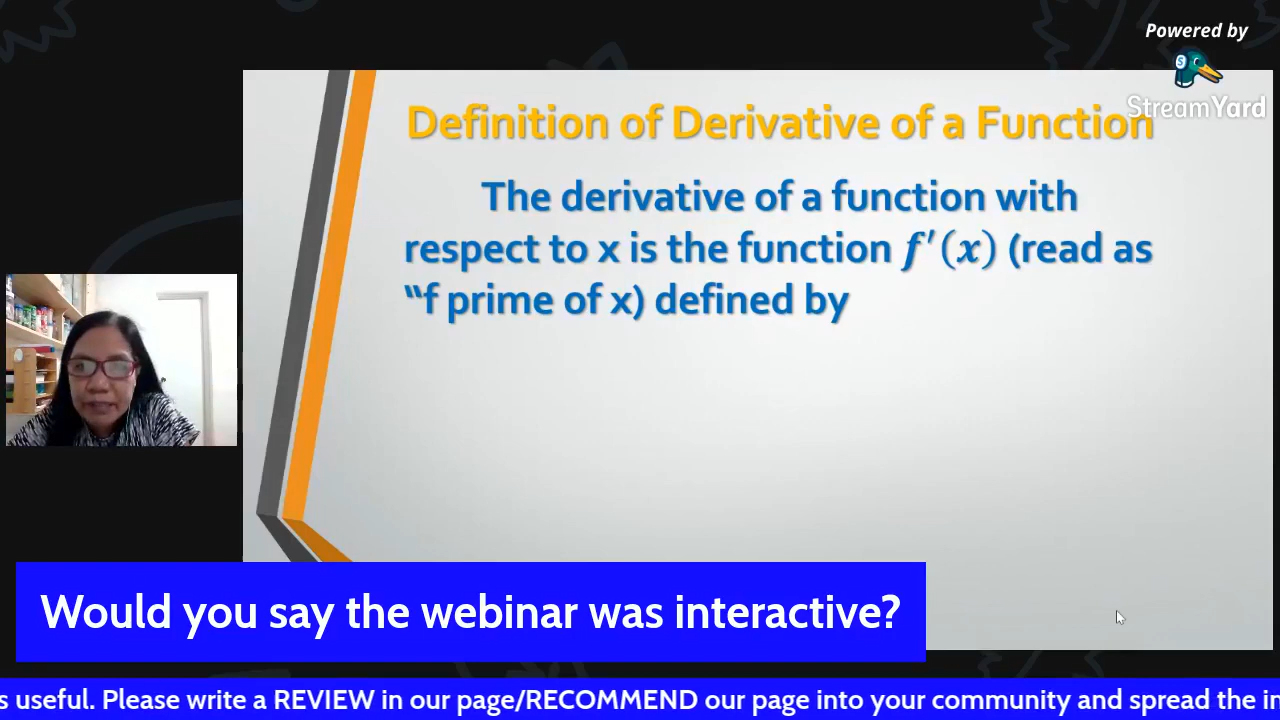 Powered by
StreamYard
Definition of Derivative of a Function
The derivative of a function with
respect to x is the function f′(x) (read as
“f prime of x) defined by
Would you say the webinar was interactive?
s useful. Please write a REVIEW in our page/RECOMMEND our page into your community and spread the in